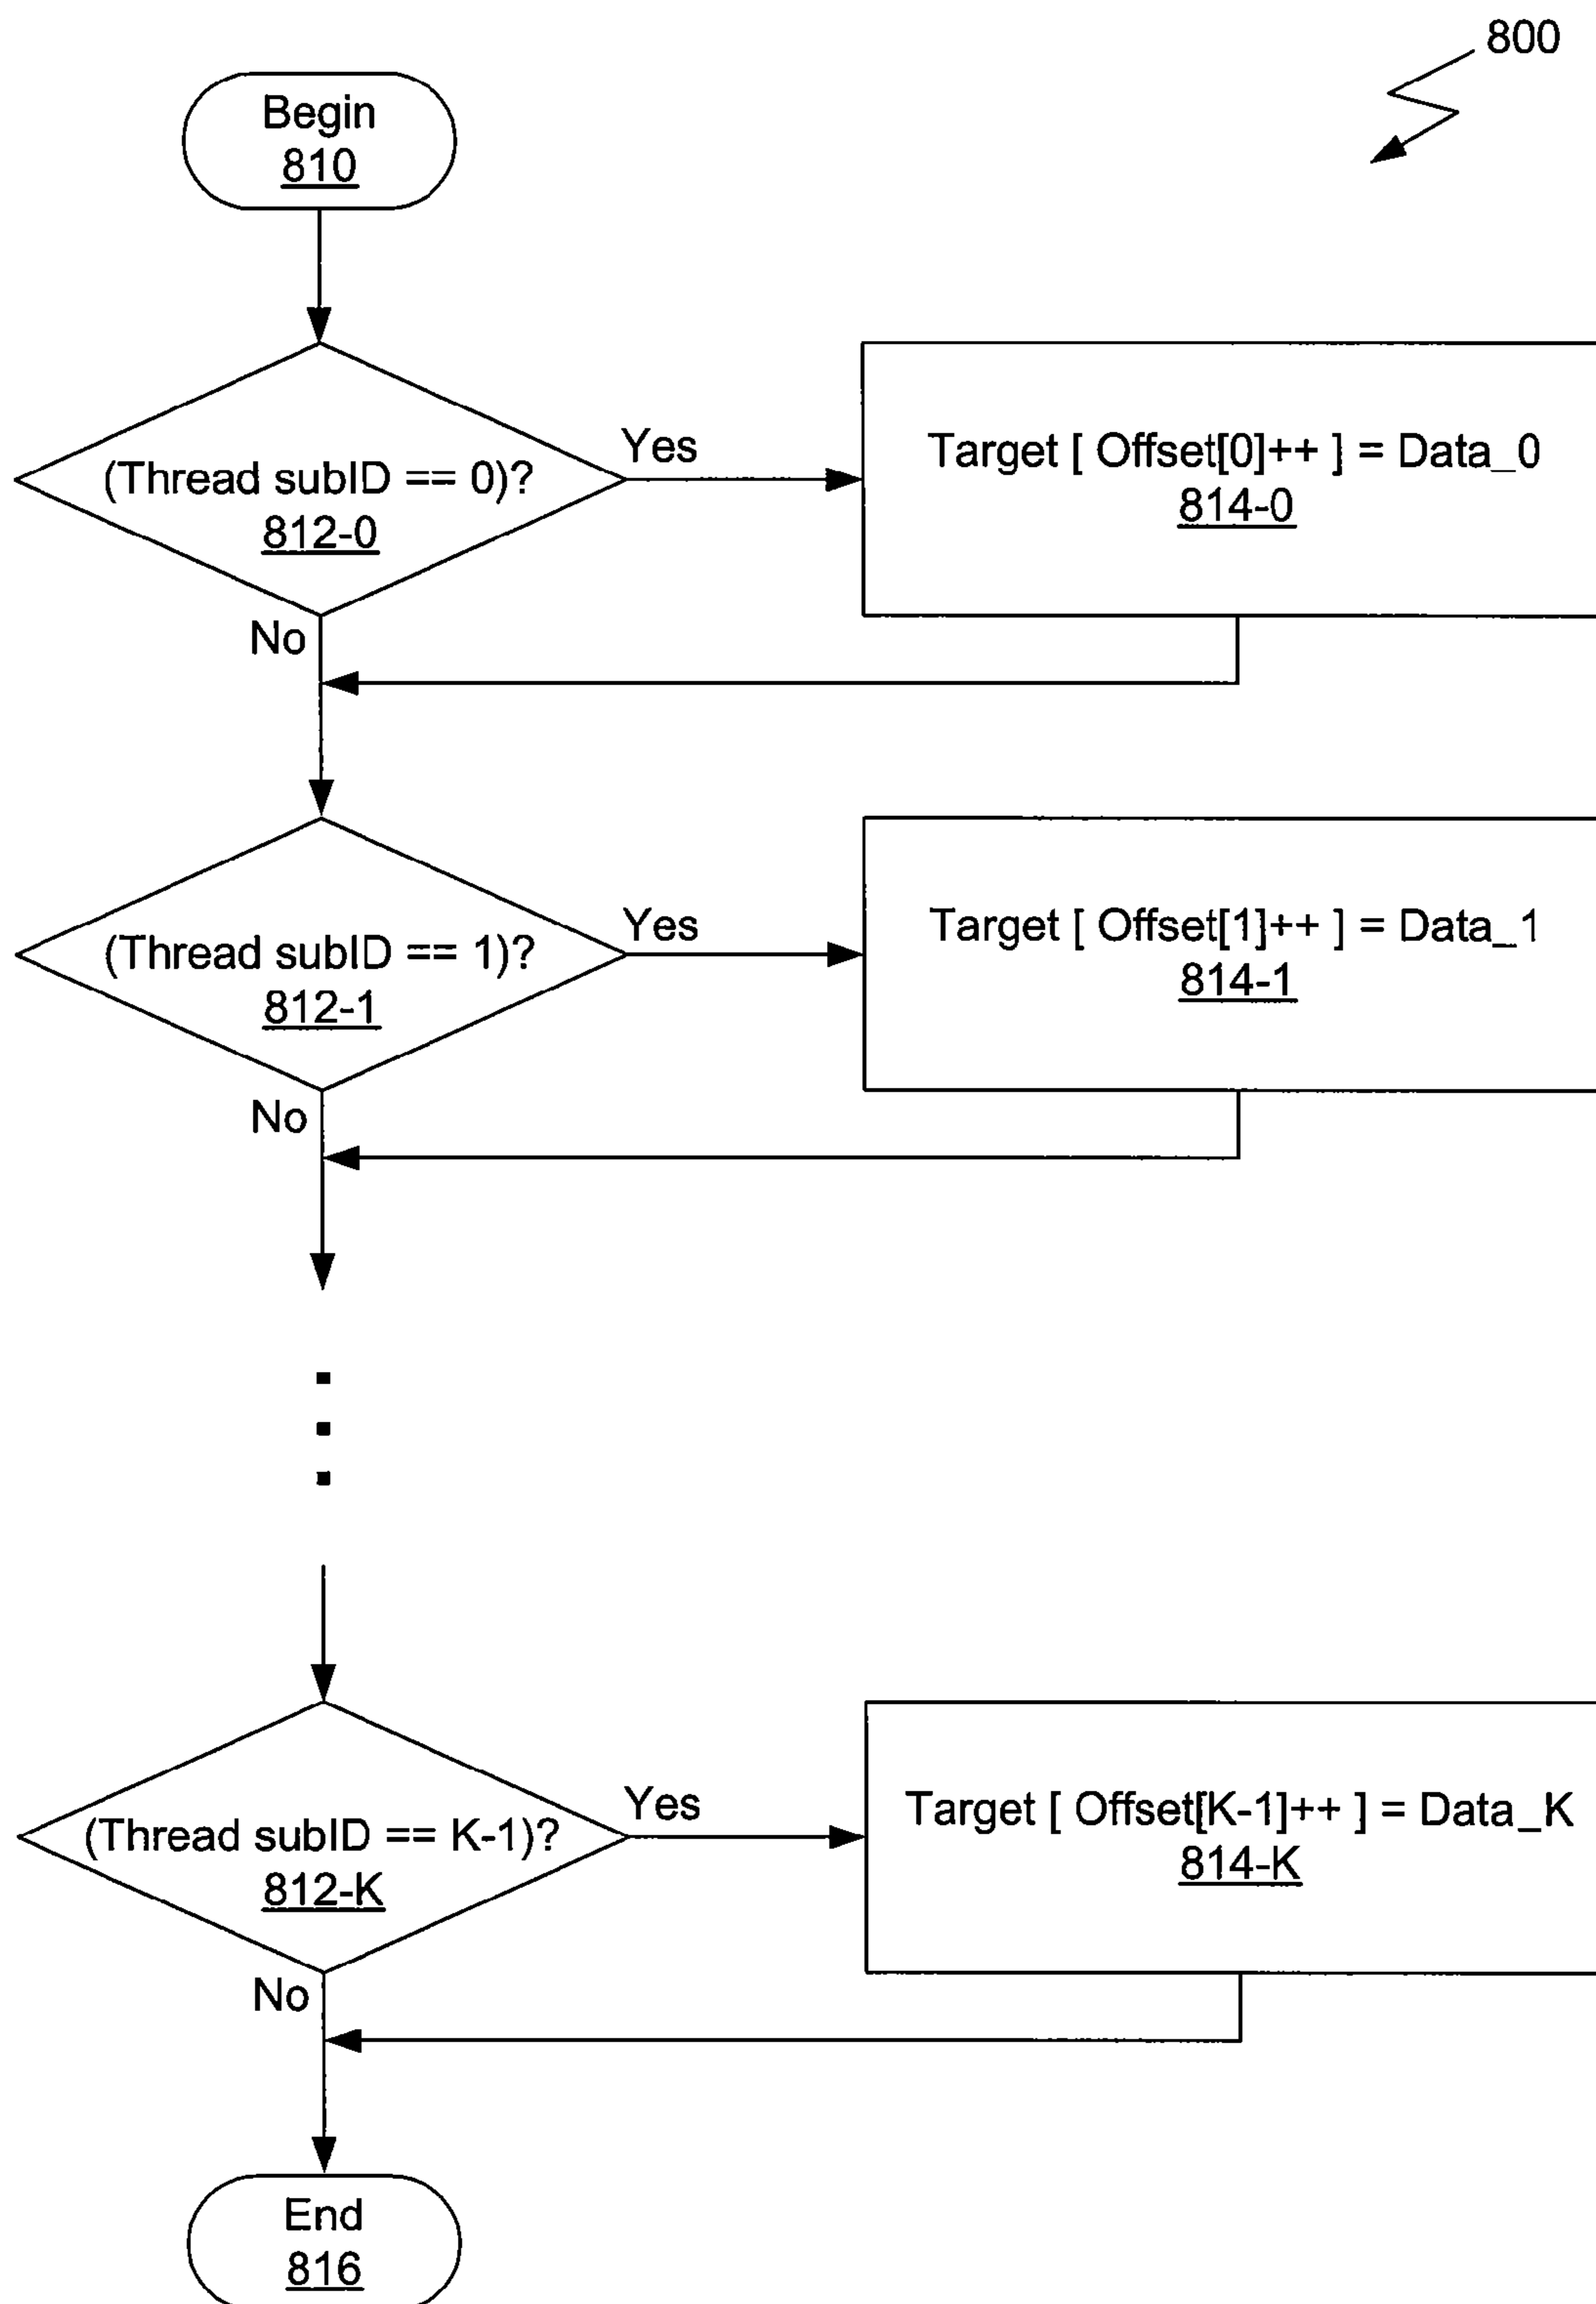 800
Begin
810
(Thread subID == 0)?
812-0
Yes
Target [ Offset[0]++ ] = Data_0
814-0
No
(Thread subID == 1)?
812-1
Yes
Target [ Offset[1]++ ] = Data_1
814-1
No
(Thread subID == K-1)?
812-K
Yes
Target [ Offset[K-1]++ ] = Data_K
814-K
No
End
816